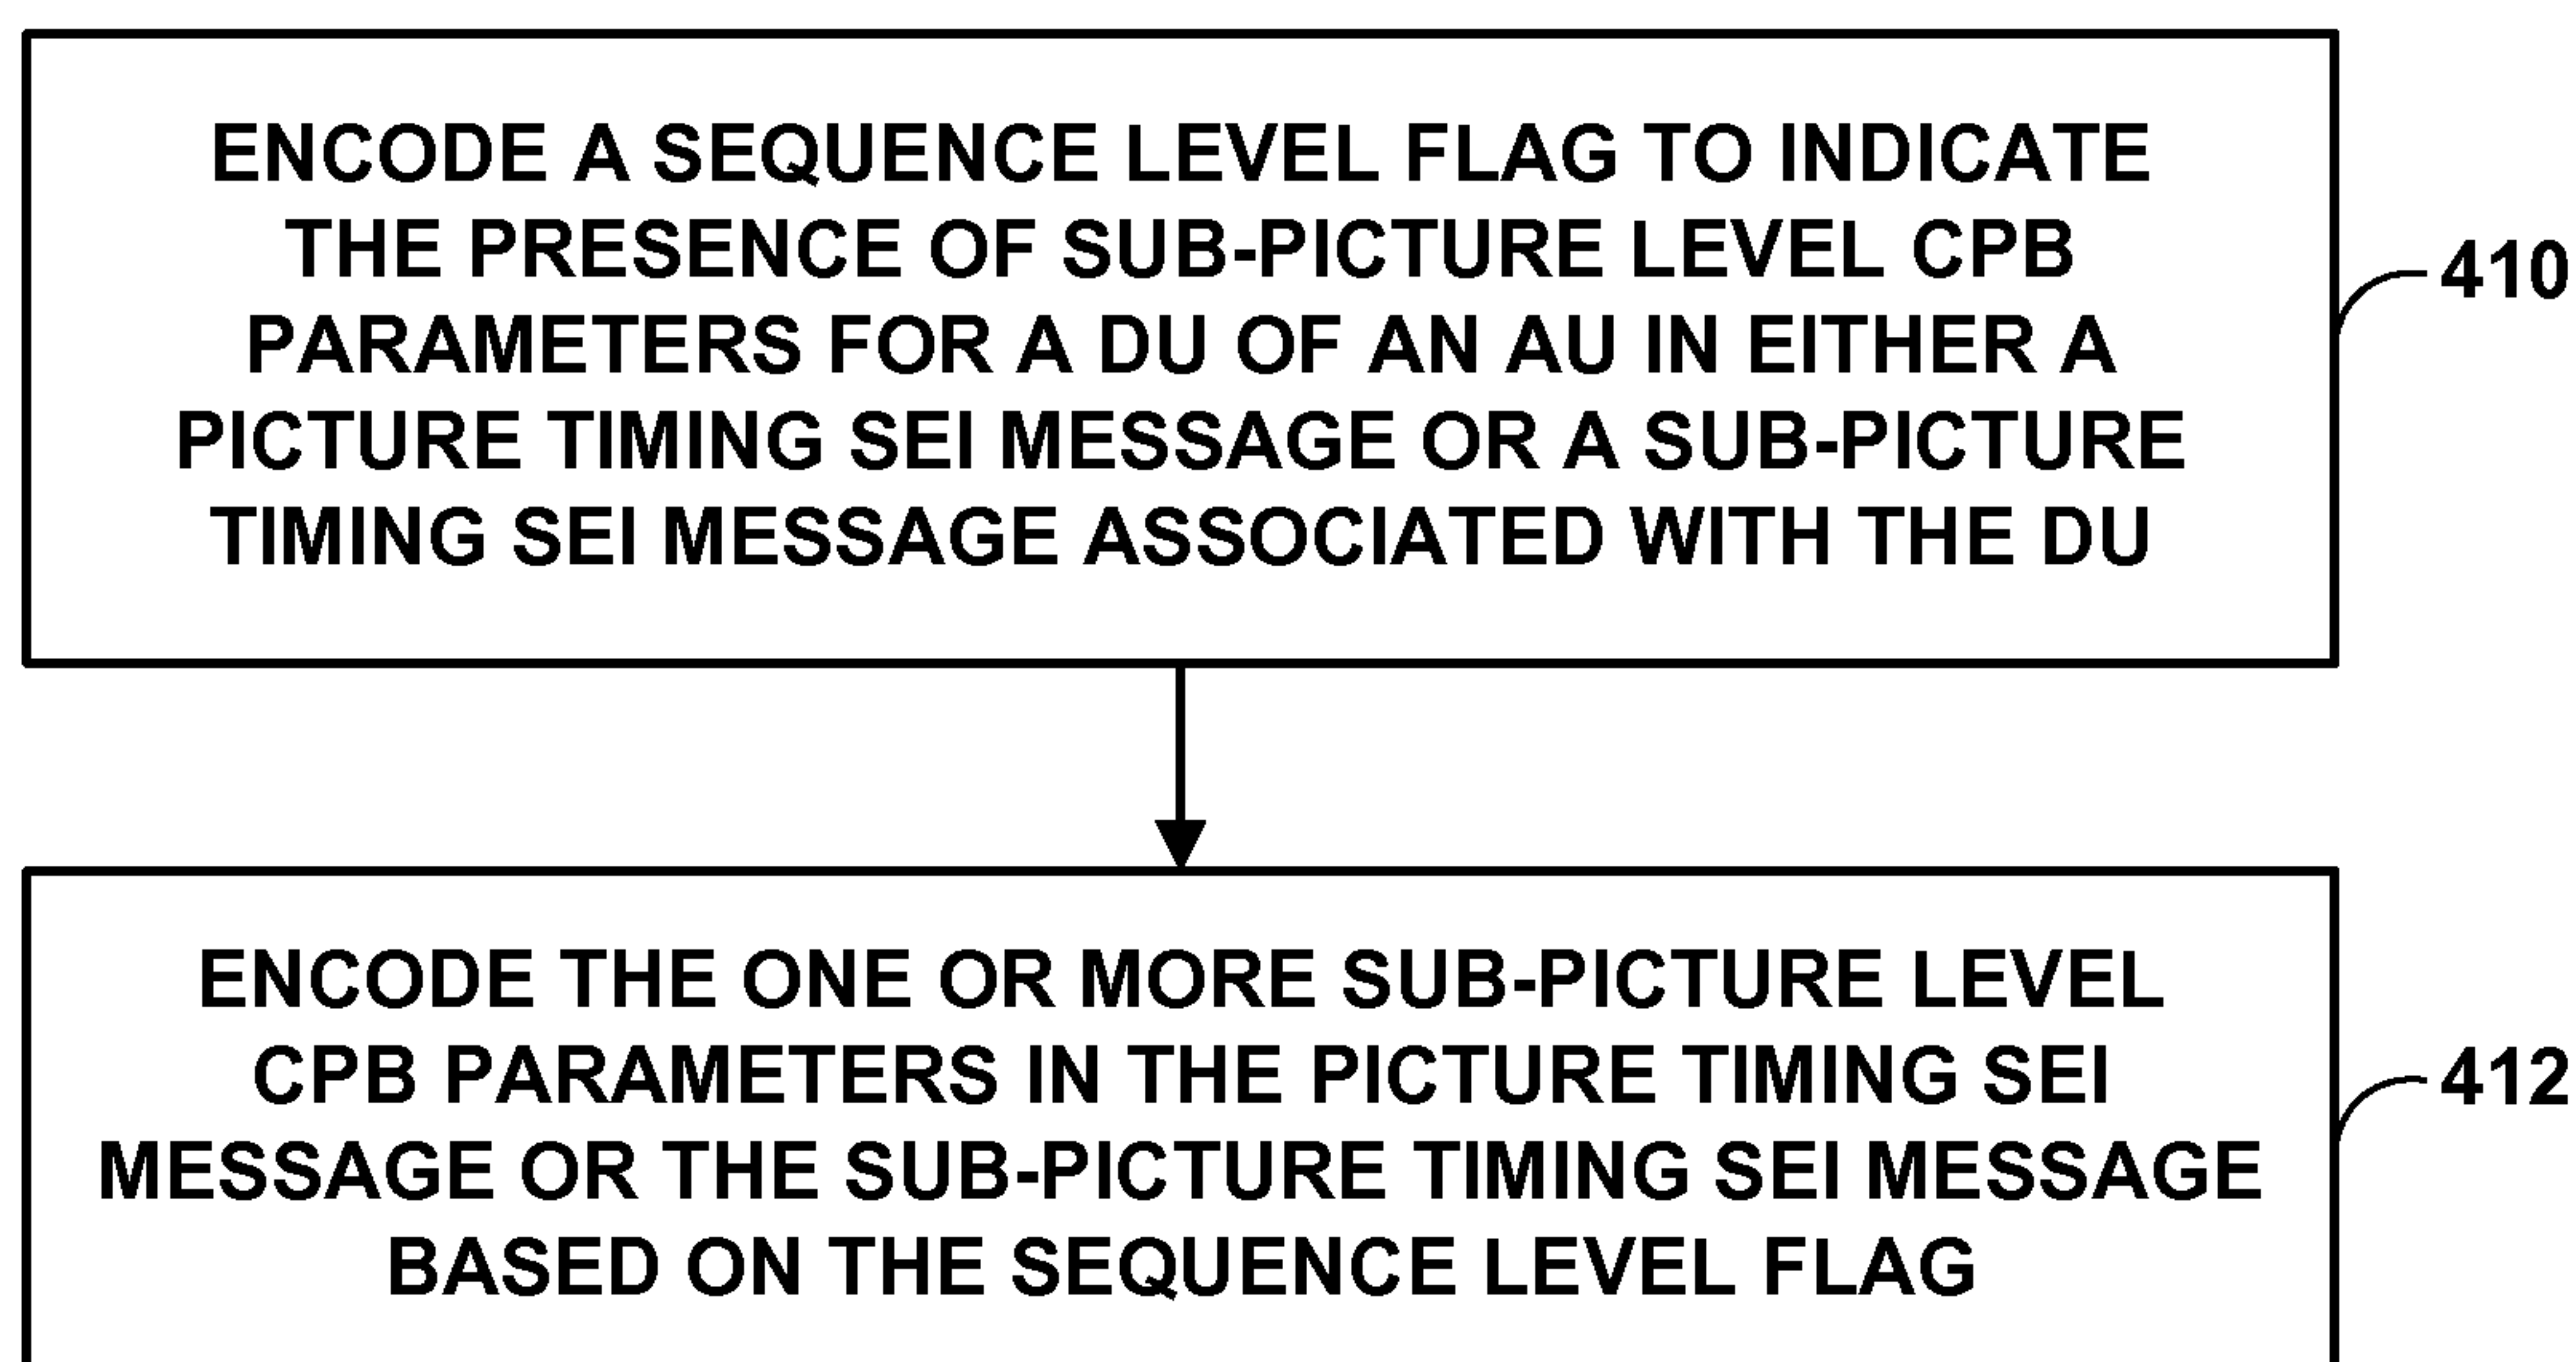 ENCODE A SEQUENCE LEVEL FLAG TO INDICATE
THE PRESENCE OF SUB-PICTURE LEVEL CPB
PARAMETERS FOR A DU OF AN AU IN EITHER A
PICTURE TIMING SEI MESSAGE OR A SUB-PICTURE
TIMING SEI MESSAGE ASSOCIATED WITH THE DU
410
ENCODE THE ONE OR MORE SUB-PICTURE LEVEL
CPB PARAMETERS IN THE PICTURE TIMING SEI
MESSAGE OR THE SUB-PICTURE TIMING SEI MESSAGE
BASED ON THE SEQUENCE LEVEL FLAG
412